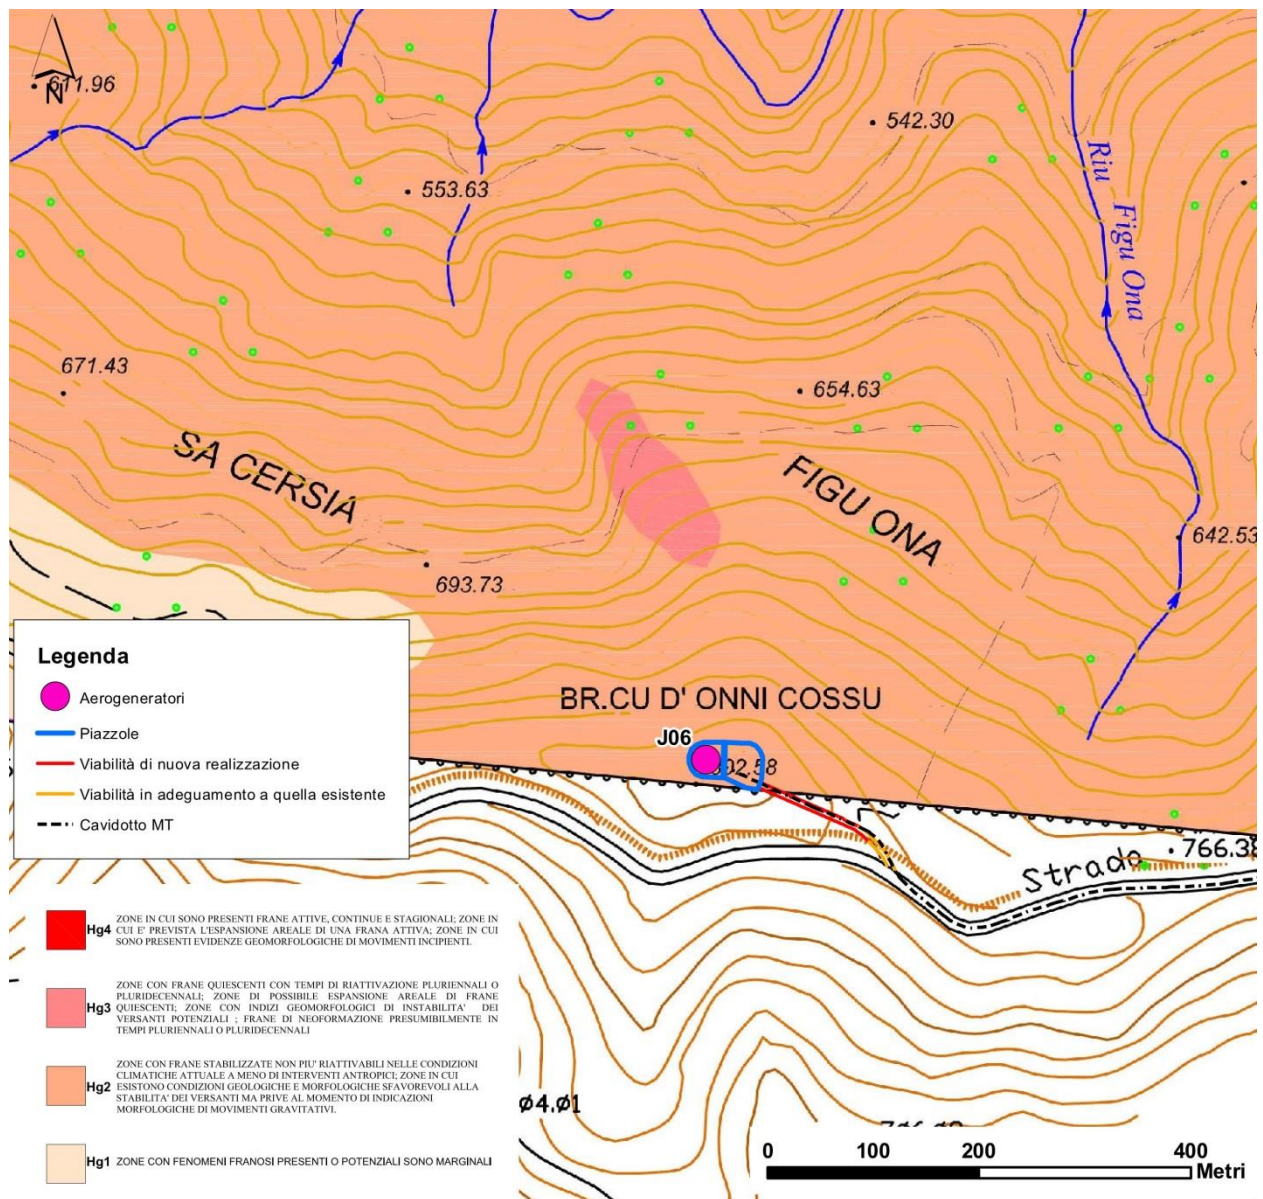 N
611.96
542.30
553.63
Riu
Figu Ona
671.43
654.63
SA CERSIA
FIGU ONA
642.53
693.73
Legenda
Aerogeneratori
Piazzole
Viabilità di nuova realizzazione
Viabilità in adeguamento a quella esistente
Cavidotto MT
BR.CU D' ONNI COSSU
J06
Strada
766.38
Hg4 ZONE IN CUI SONO PRESENTI FRANE ATTIVE, CONTINUE E STAGIONALI; ZONE IN
CUI E' PREVISTA L'ESPANSIONE AREALE DI UNA FRANA ATTIVA; ZONE IN CUI
SONO PRESENTI EVIDENZE GEOMORFOLOGICHE DI MOVIMENTI INCIPIENTI.
Hg3 ZONE CON FRANE QUIESCENTI CON TEMPI DI RIATTIVAZIONE PLURIENNALI O
PLURIDECENNALI; ZONE DI POSSIBILE ESPANSIONE AREALE DI FRANE
QUIESCENTI; ZONE CON INDIZI GEOMORFOLOGICI DI INSTABILITA' DEI
VERSANTI POTENZIALI ; FRANE DI NEOFORMAZIONE PRESUMIBILMENTE IN
TEMPI PLURIENNALI O PLURIDECENNALI
Hg2 ZONE CON FRANE STABILIZZATE NON PIU' RIATTIVABILI NELLE CONDIZIONI
CLIMATICHE ATTUALE A MENO DI INTERVENTI ANTROPICI; ZONE IN CUI
ESISTONO CONDIZIONI GEOLOGICHE E MORFOLOGICHE SFAVOREVOLI ALLA
STABILITA' DEI VERSANTI MA PRIVE AL MOMENTO DI INDICAZIONI
MORFOLOGICHE DI MOVIMENTI GRAVITATIVI.
Hg1 ZONE CON FENOMENI FRANOSI PRESENTI O POTENZIALI SONO MARGINALI
0 100 200 400
Metri